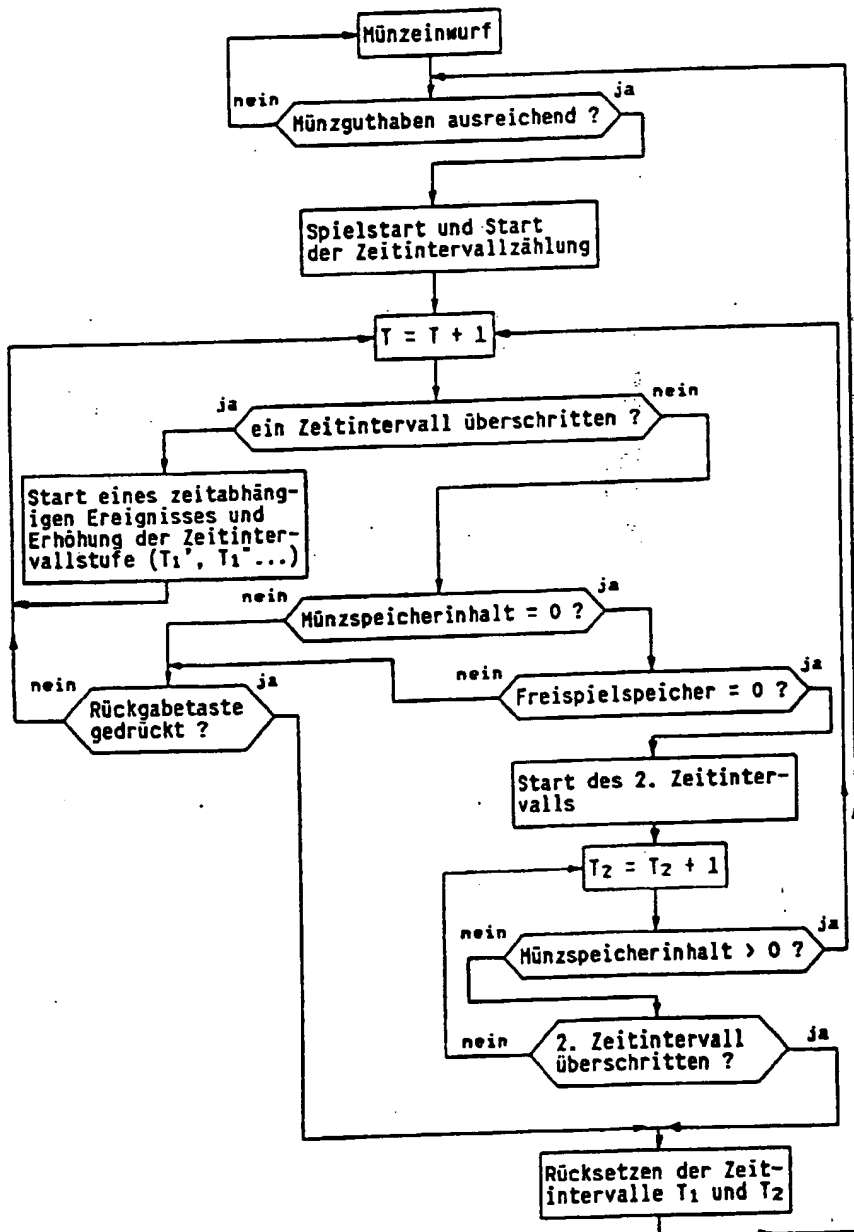 Münzeinwurf
nein
ja
Münzguthaben ausreichend ?
Spielstart und Start
der Zeitintervallzählung
T = T + 1
ja
nein
ein Zeitintervall überschritten ?
Start eines zeitabhäng-
igen Ereignisses und
Erhöhung der Zeitinter-
vallstufe (T₁', T₁"...)
nein
ja
Münzspeicherinhalt = 0 ?
nein
ja
Rückgabetaste
gedrückt ?
nein
ja
Freispielspeicher = 0 ?
Start des 2. Zeitinter-
valls
T₂ = T₂ + 1
nein
ja
Münzspeicherinhalt > 0 ?
nein
ja
2. Zeitintervall
überschritten ?
Rücksetzen der Zeit-
intervalle T₁ und T₂